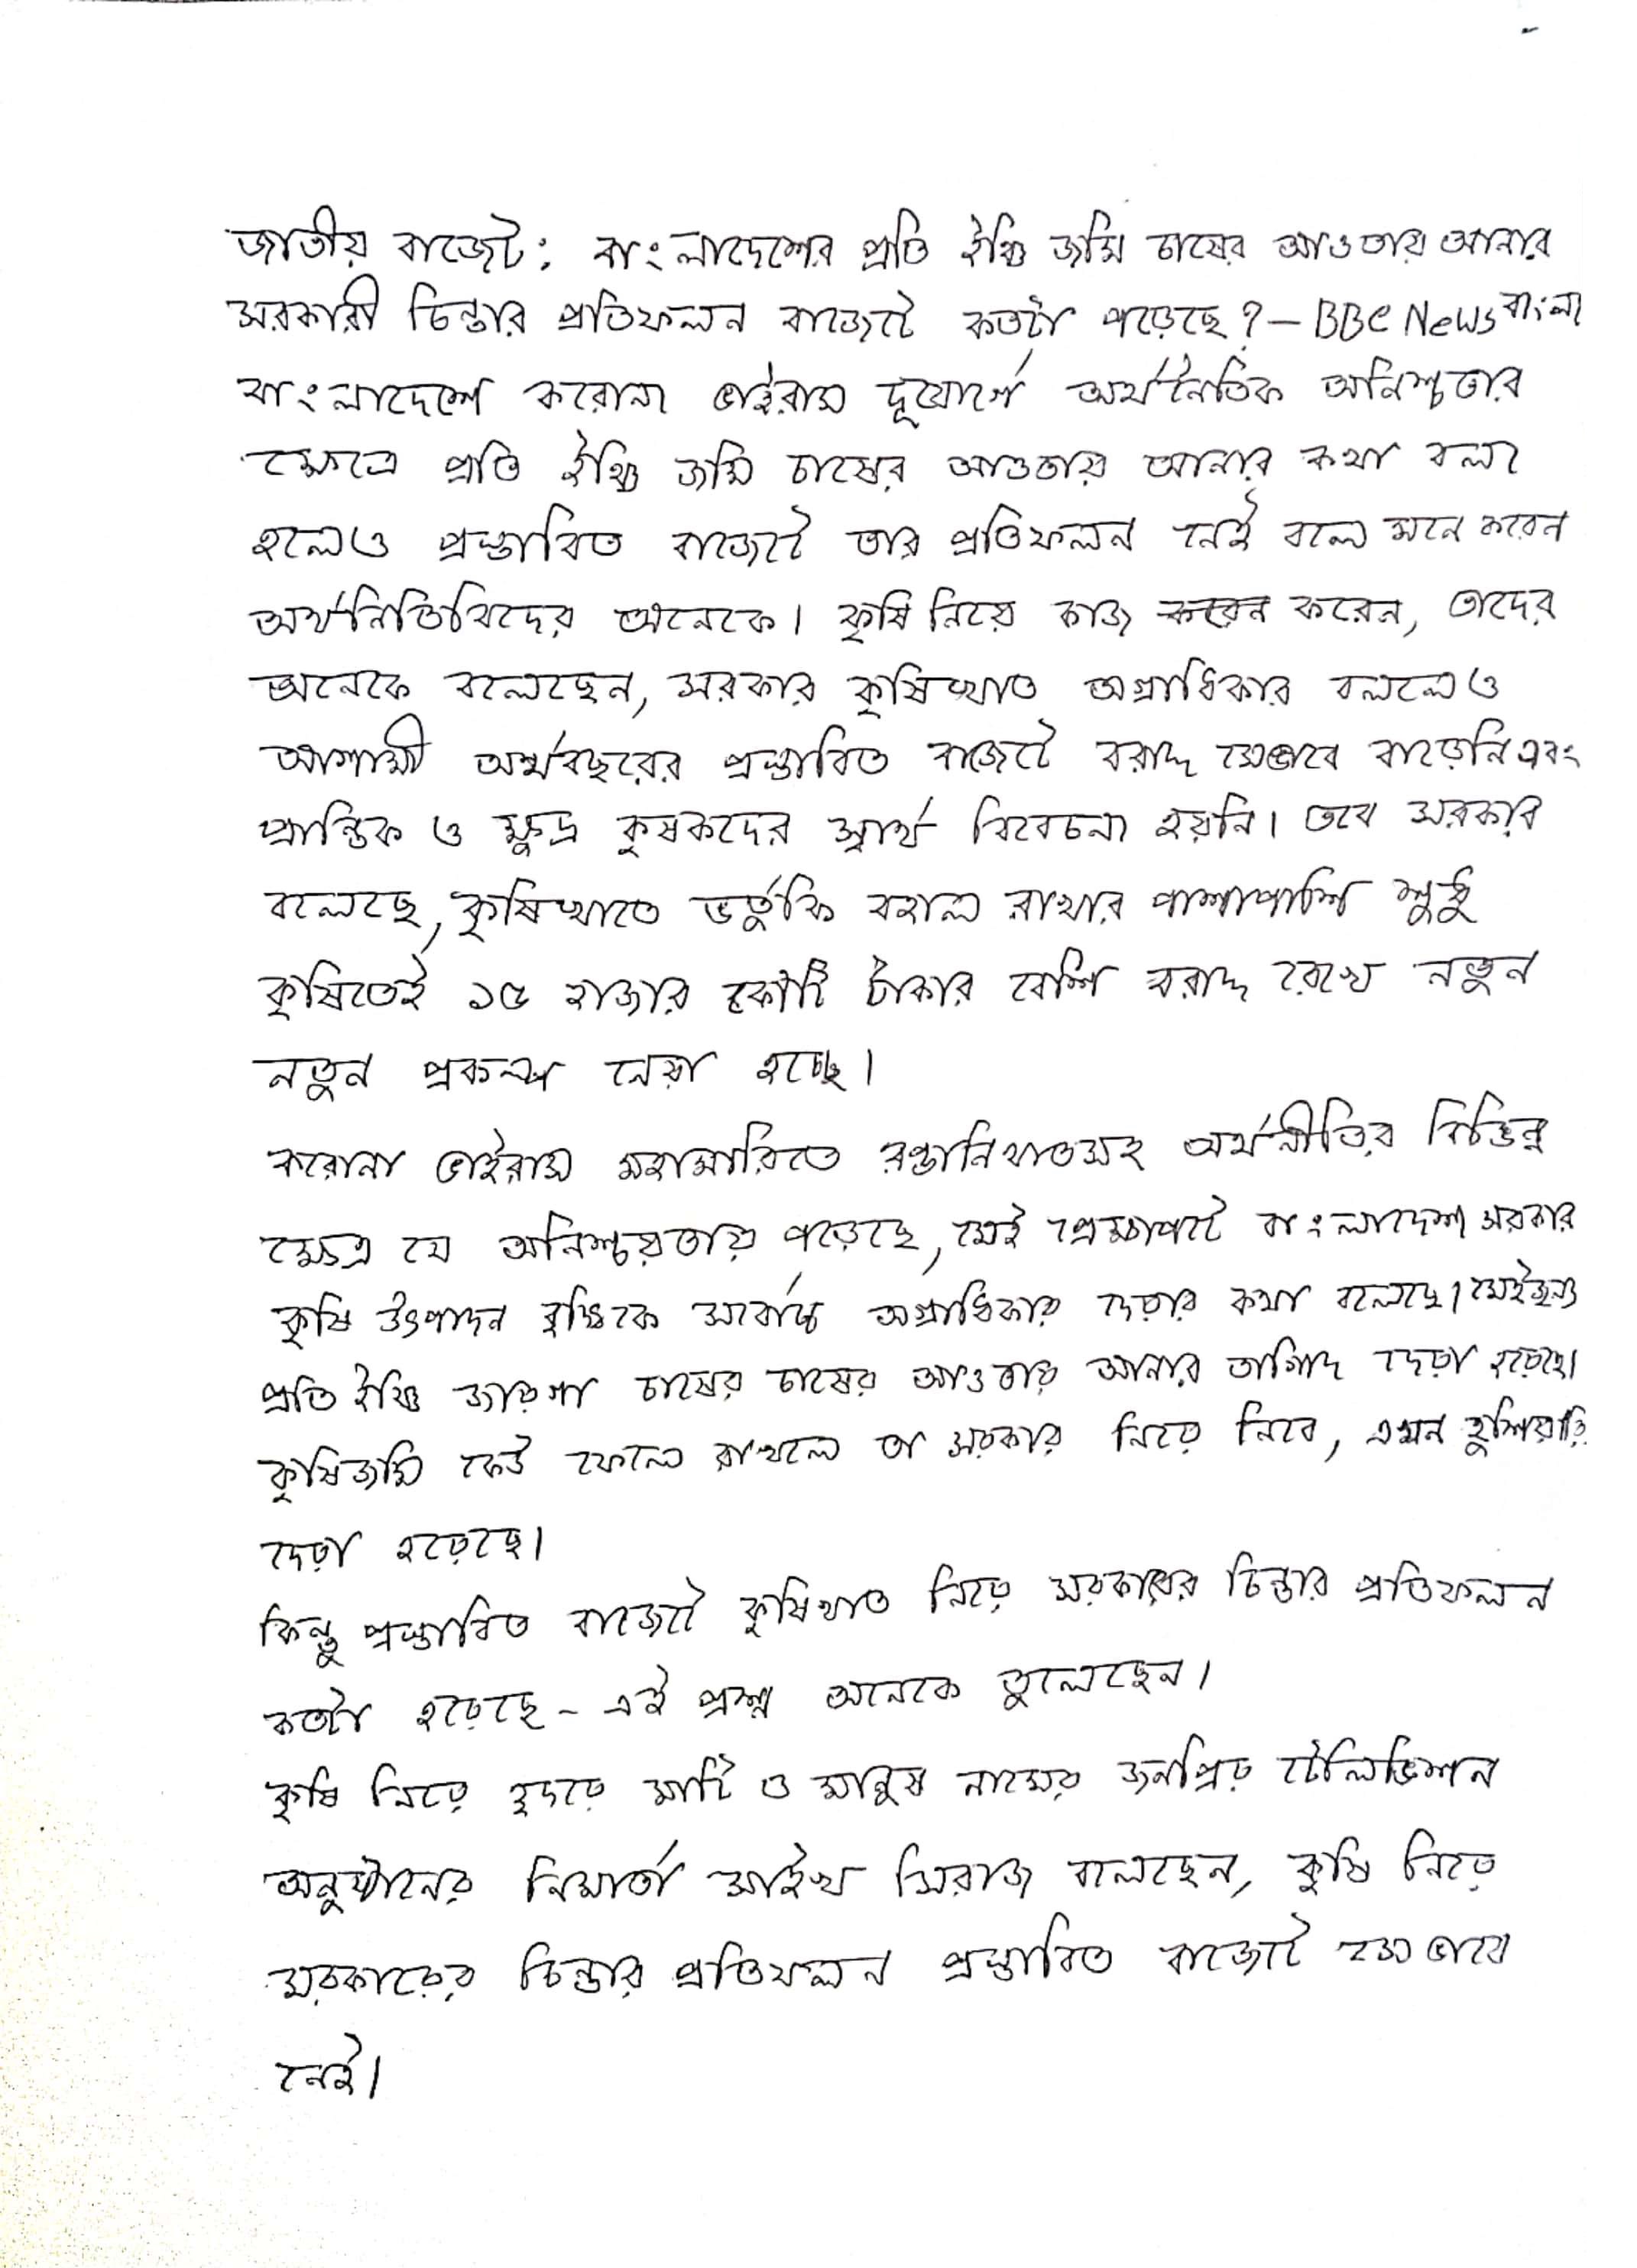 জাতীয় বাজেট: বাংলাদেশের প্রতি ইঞ্চি জমি চাষের আওতায় আনার
সরকারী চিন্তার প্রতিফলন বাজেটে কতটা পড়েছে? – BBC News বাংলা
বাংলাদেশে করোনা ভাইরাস দূর্যোগে অর্থনৈতিক অনিশ্চতার
ক্ষেত্রে প্রতি ইঞ্চি জমি চাষের আওতায় আনার কথা বলা
হলেও প্রস্তাবিত বাজেটে তার প্রতিফলন নেই বলে মনে করেন
অর্থনিতিবিদের অনেকে। কৃষি নিয়ে কাজ করেন করেন, তাদের
অনেকে বলেছেন, সরকার কৃষিখাত অগ্রাধিকার বললেও
আগামী অর্থবছরের প্রস্তাবিত বাজেটে বরাদ্দ সেভাবে বাড়েনি এবং
প্রান্তিক ও ক্ষুদ্র কৃষকদের স্বার্থ বিবেচনা হয়নি। তবে সরকার
বলেছে, কৃষিখাতে ভর্তুকি বহাল রাখার পাশাপাশি শুধু
কৃষিতেই ১৫ হাজার কোটি টাকার বেশি বরাদ্দ রেখে নতুন
নতুন প্রকল্প নেয়া হচ্ছে।
করোনা ভাইরাস মহামারিতে রপ্তানিখাতসহ অর্থনীতির বিভিন্ন
ক্ষেত্র যে অনিশ্চয়তায় পড়েছে, সেই প্রেক্ষাপটে বাংলাদেশ সরকার
কৃষি উৎপাদন বৃদ্ধিকে সর্বোচ্চ অগ্রাধিকার দেয়ার কথা বলেছে। সেইজন্য
প্রতি ইঞ্চি জায়গা চাষের চাষের আওতায় আনার তাগিদ দেয়া হয়েছে।
কৃষিজমি কেউ ফেলে রাখলে তা সরকার নিয়ে নিবে, এমন হুশিয়ারি
দেয়া হয়েছে।
কিন্তু প্রস্তাবিত বাজেটে কৃষিখাত নিয়ে সরকারের চিন্তার প্রতিফলন
কতটা হয়েছে - এই প্রশ্ন অনেকে তুলেছেন।
কৃষি নিয়ে হৃদয়ে মাটি ও মানুষ নামের জনপ্রিয় টেলিভিশন
অনুষ্ঠানের নির্মাতা সাইখ সিরাজ বলেছেন, কৃষি নিয়ে
সরকারের চিন্তার প্রতিফলন প্রস্তাবিত বাজেটে সেভাবে
নেই।